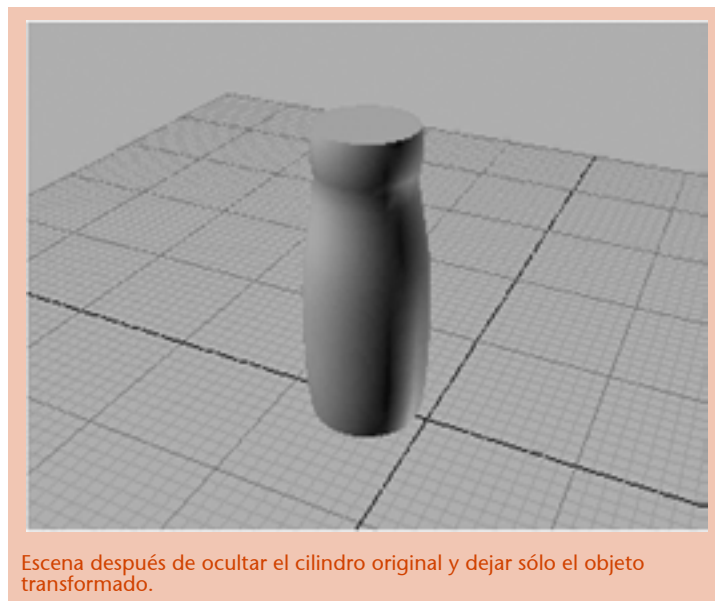 Escena después de ocultar el cilindro original y dejar sólo el objeto
transformado.